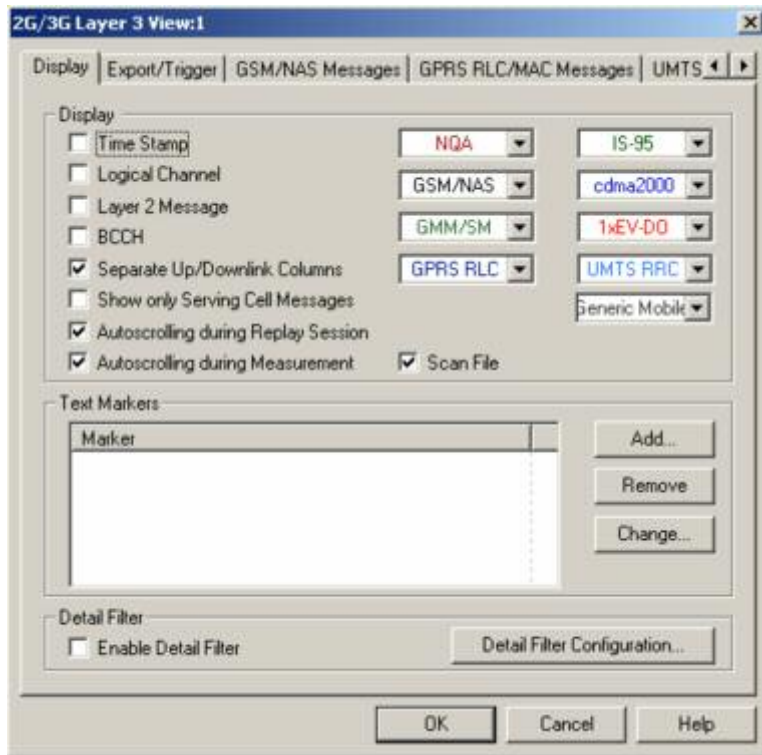 2G/3G Layer 3 View:1
Display Export/Trigger GSM/NAS Messages GPRS RLC/MAC Messages UMTS
Display
Time Stamp NQA IS-95
Logical Channel GSM/NAS cdma2000
Layer 2 Message
BCCH GMM/SM 1xEV-DO
Separate Up/Downlink Columns GPRS RLC UMTS RRC
Show only Serving Cell Messages Generic Mobile
Autoscrolling during Replay Session
Autoscrolling during Measurement Scan File
Text Markers
Marker Add...
Remove
Change...
Detail Filter
Enable Detail Filter Detail Filter Configuration...
OK Cancel Help